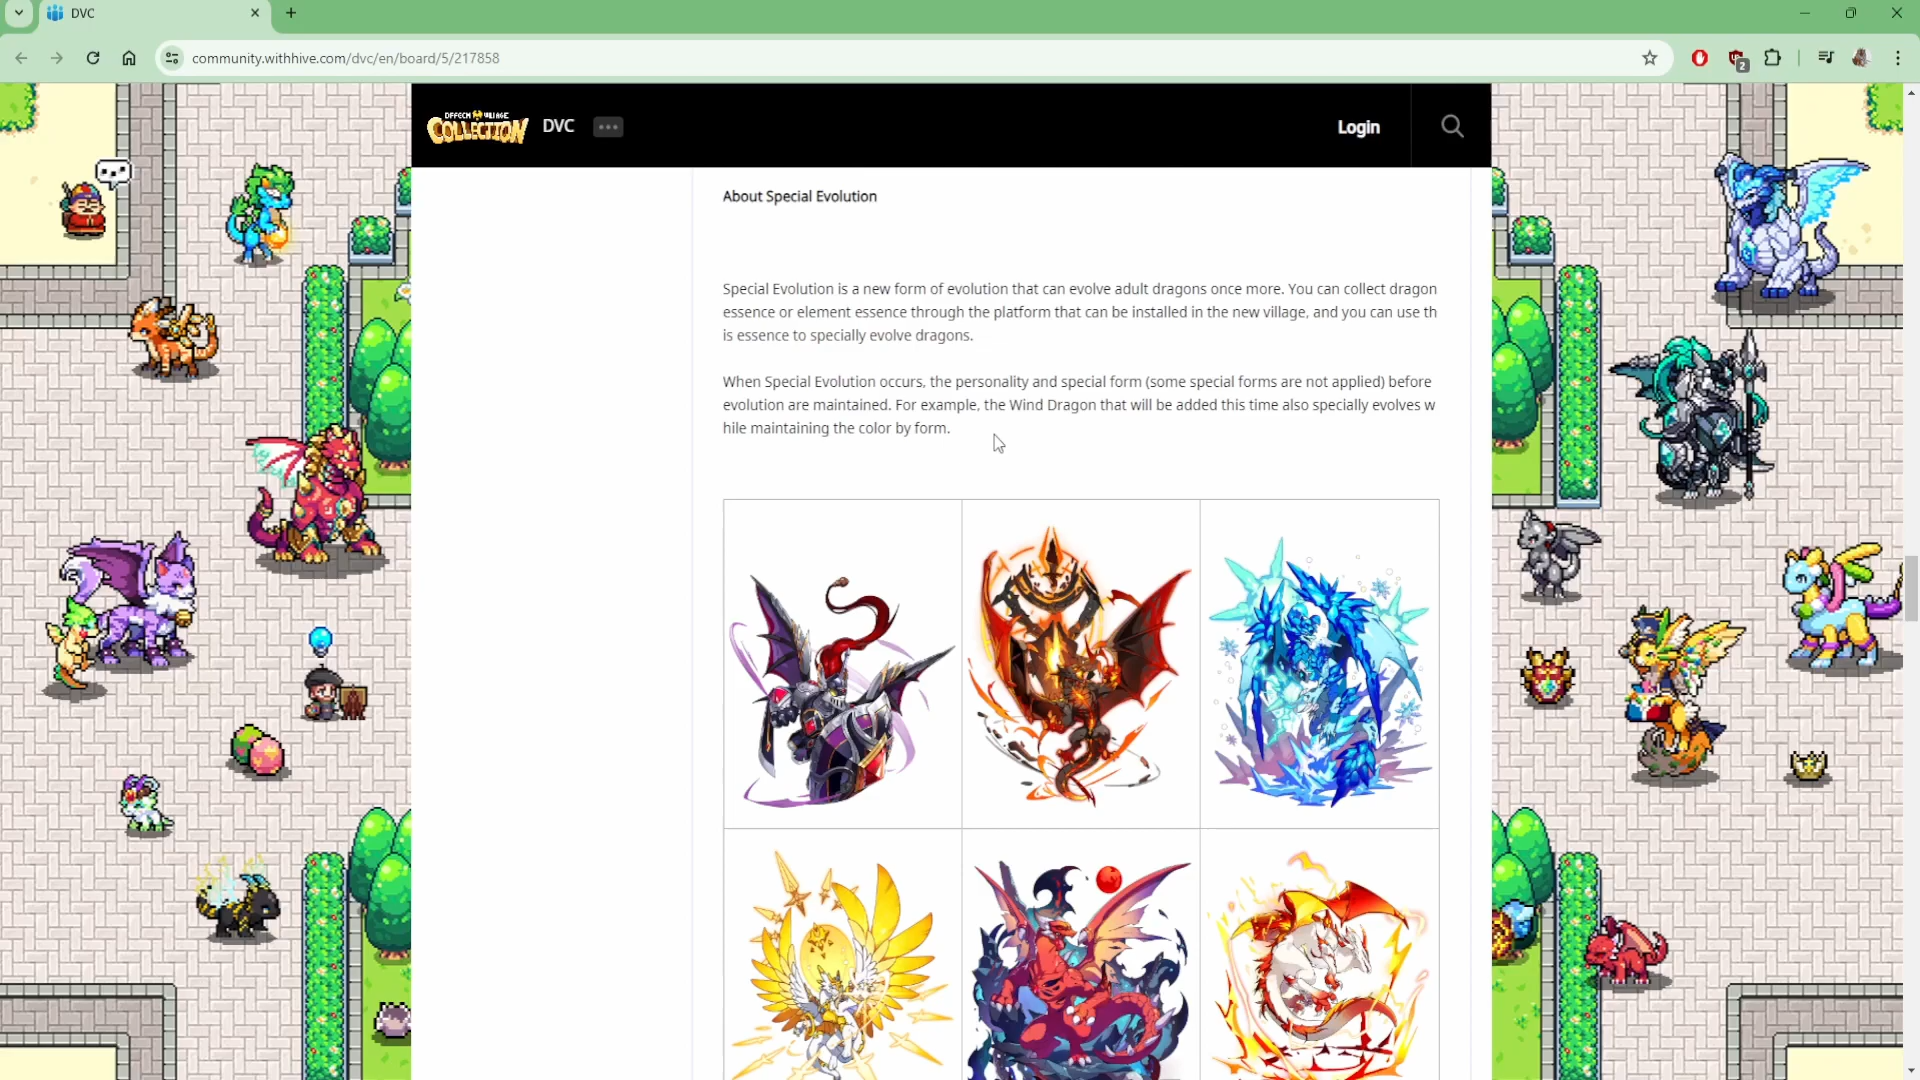 DVC
community.withhive.com/dvc/en/board/5/217858
2
COLLECTION
DVC
Login
About Special Evolution
Special Evolution is a new form of evolution that can evolve adult dragons once more. You can collect dragon
essence or element essence through the platform that can be installed in the new village, and you can use th
is essence to specially evolve dragons.
When Special Evolution occurs, the personality and special form (some special forms are not applied) before
evolution are maintained. For example, the Wind Dragon that will be added this time also specially evolves w
hile maintaining the color by form.